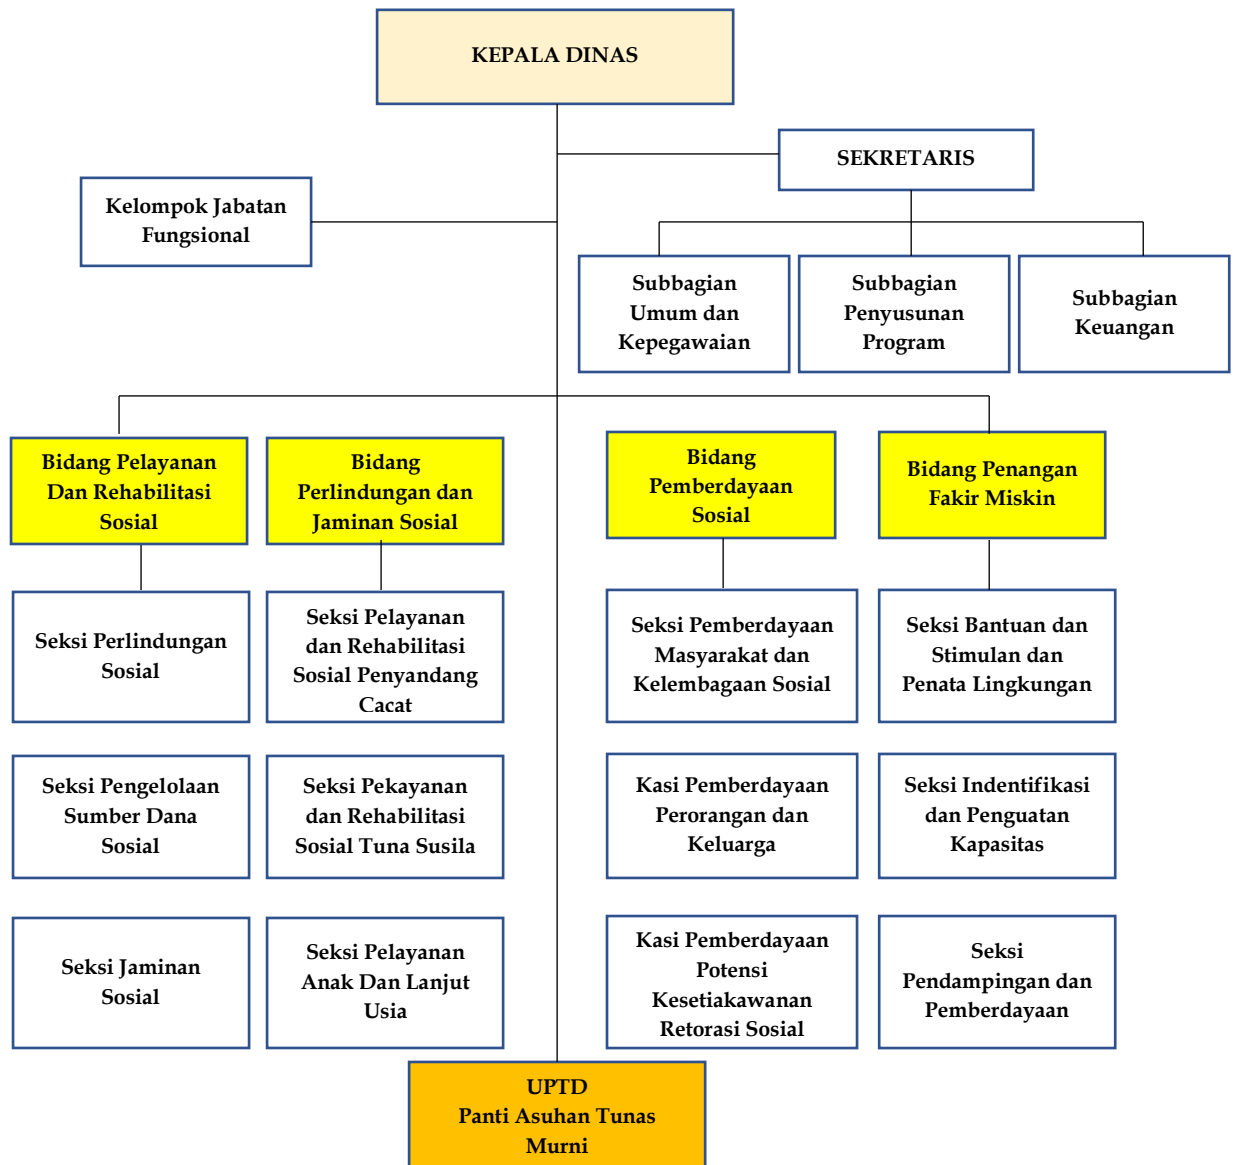 KEPALA DINAS
SEKRETARIS
Kelompok Jabatan
Fungsional
Subbagian
Umum dan
Kepegawaian
Subbagian
Penyusunan
Program
Subbagian
Keuangan
Bidang Pelayanan
Dan Rehabilitasi
Sosial
Bidang
Perlindungan dan
Jaminan Sosial
Bidang
Pemberdayaan
Sosial
Bidang Penangan
Fakir Miskin
Seksi Perlindungan
Sosial
Seksi Pelayanan
dan Rehabilitasi
Sosial Penyandang
Cacat
Seksi Pemberdayaan
Masyarakat dan
Kelembagaan Sosial
Seksi Bantuan dan
Stimulan dan
Penata Lingkungan
Seksi Pengelolaan
Sumber Dana
Sosial
Seksi Pekayanan
dan Rehabilitasi
Sosial Tuna Susila
Kasi Pemberdayaan
Perorangan dan
Keluarga
Seksi Indentifikasi
dan Penguatan
Kapasitas
Seksi Jaminan
Sosial
Seksi Pelayanan
Anak Dan Lanjut
Usia
Kasi Pemberdayaan
Potensi
Kesetiakawanan
Retorasi Sosial
Seksi
Pendampingan dan
Pemberdayaan
UPTD
Panti Asuhan Tunas
Murni